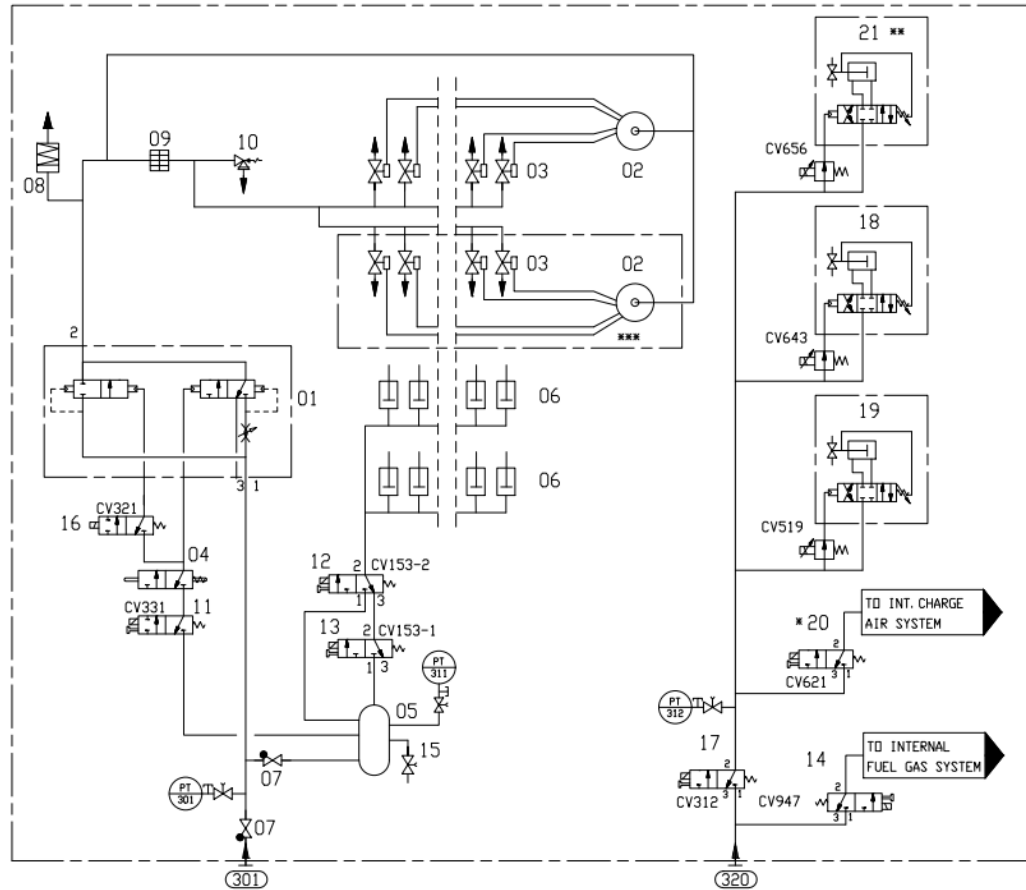 21 **
CV656
08
09
10
03
02
18
CV643
03
02
***
2
01
3 1
06
06
19
CV519
16
CV321
04
CV331
11
12
CV153-2
2
1
3
13
CV153-1
2
1
3
PT
311
05
15
07
PT
301
07
301
TO INT. CHARGE
AIR SYSTEM
*20
2
3
1
CV621
PT
312
17
2
3
1
CV312
TO INTERNAL
FUEL GAS SYSTEM
14
CV947
2
3
1
320